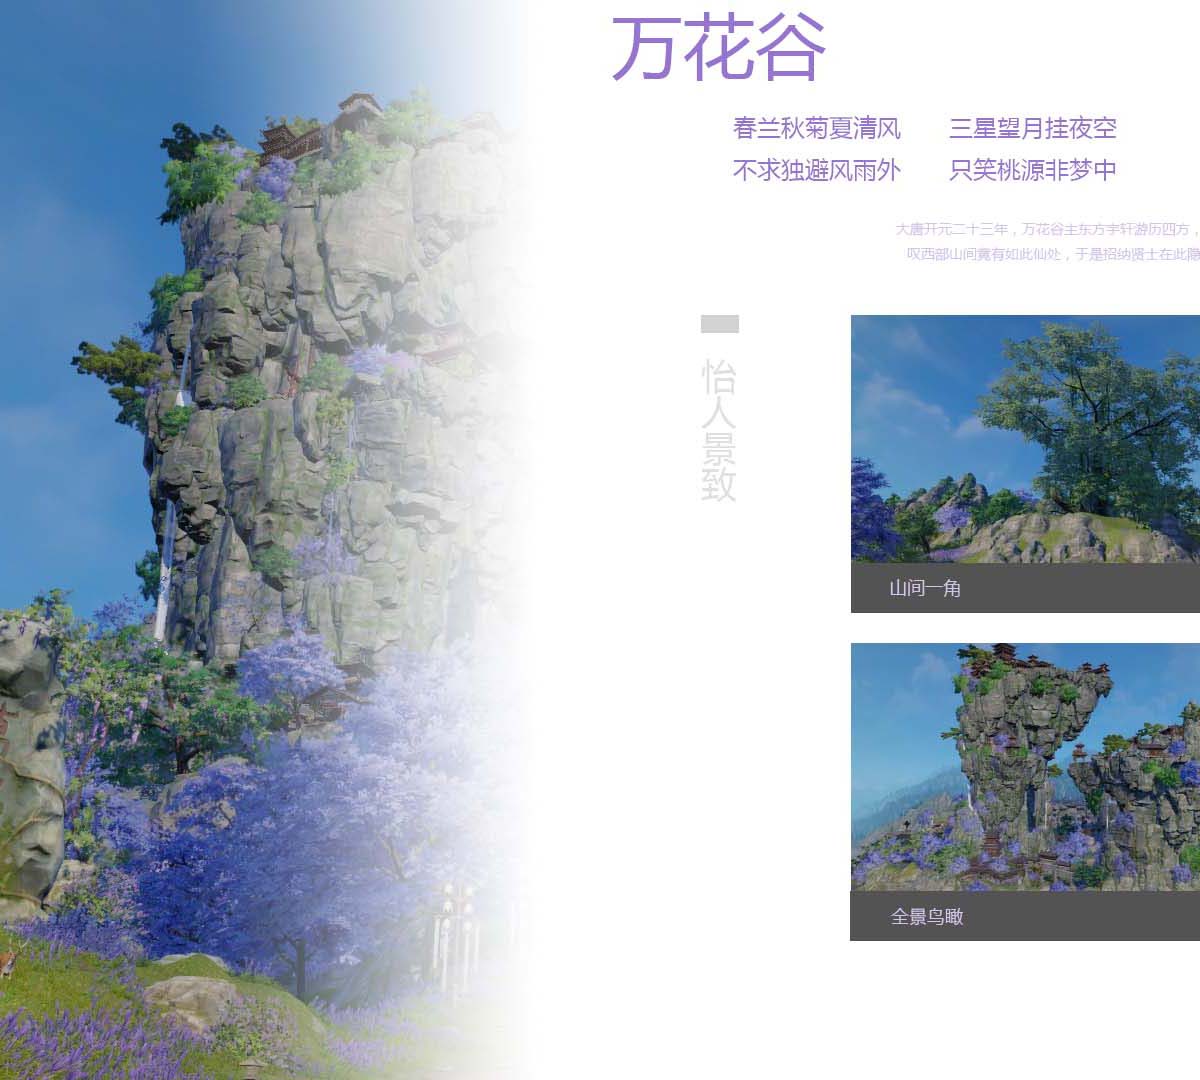 万花谷
春兰秋菊夏清风 三星望月挂夜空
不求独避风雨外 只笑桃源非梦中
大唐开元二十三年，万花谷主东方宇轩游历四方，
叹西部山间竟有如此仙处，于是招纳贤士在此隐
怡人景致
山间一角
全景鸟瞰